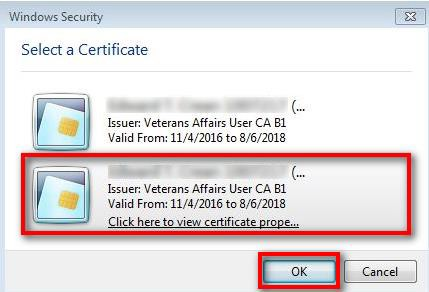 Windows Security
Select a Certificate
(...
Issuer: Veterans Affairs User CA B1
Valid From: 11/4/2016 to 8/6/2018
(...
Issuer: Veterans Affairs User CA B1
Valid From: 11/4/2016 to 8/6/2018
Click here to view certificate prope...
OK
Cancel